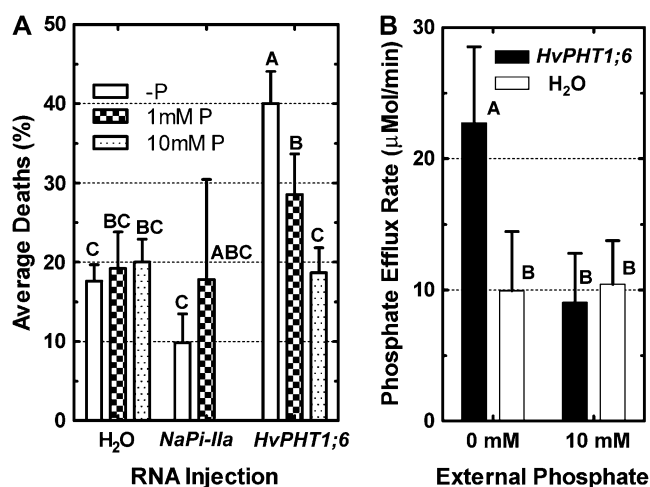 A
Average Deaths (%)
50
40
30
20
10
0
-P
1mM P
10mM P
C
BC
BC
C
ABC
A
B
C
H₂O
NaPi-IIa
HvPHT1;6
RNA Injection
B
Phosphate Efflux Rate (µMol/min)
30
20
10
0
HvPHT1;6
H₂O
A
B
B
B
0 mM
10 mM
External Phosphate